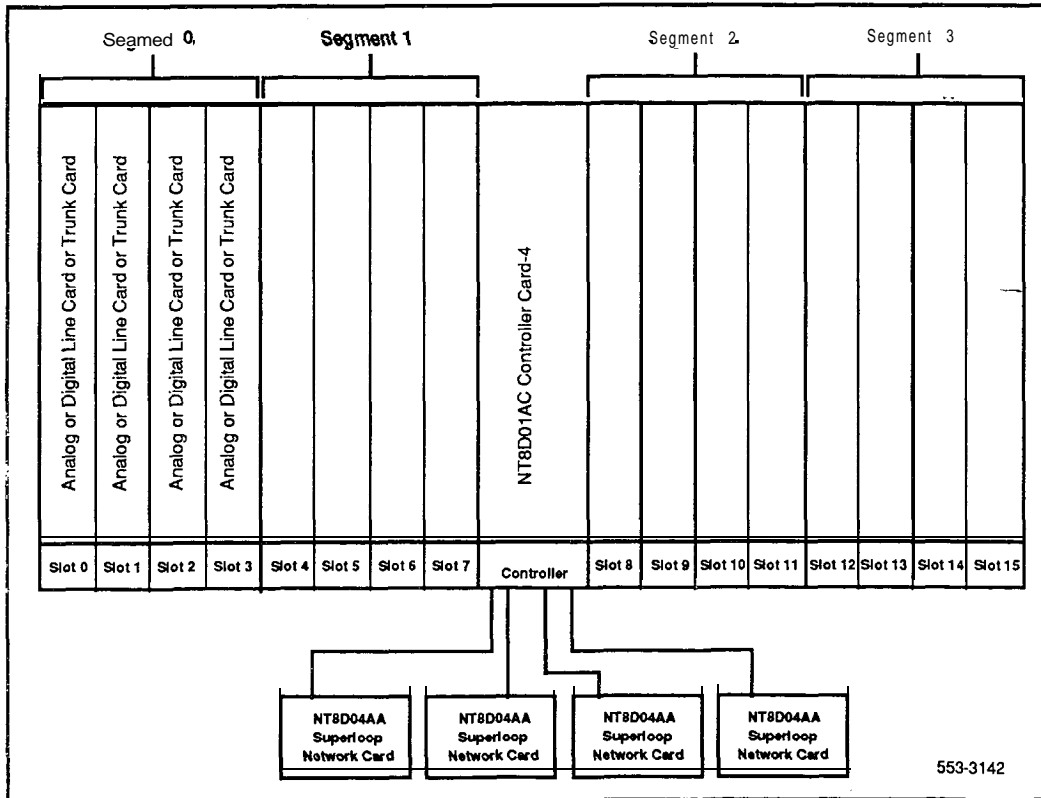 Seamed 0,
Segment 1
Segment 2.
Segment 3
Analog or Digital Line Card or Trunk Card
Analog or Digital Line Card or Trunk Card
Analog or Digital Line Card or Trunk Card
Analog or Digital Line Card or Trunk Card
NT8D01AC Controller Card-4
Slot 0
Slot 1
Slot 2
Slot 3
Slot 4
Slot 5
Slot 6
Slot 7
Controller
Slot 8
Slot 9
Slot 10
Slot 11
Slot 12
Slot 13
Slot 14
Slot 15
NT8D04AA
Superloop
Network Card
NT8D04AA
Superloop
Network Card
NT8D04AA
Superloop
Network Card
NT8D04AA
Superloop
Network Card
553-3142